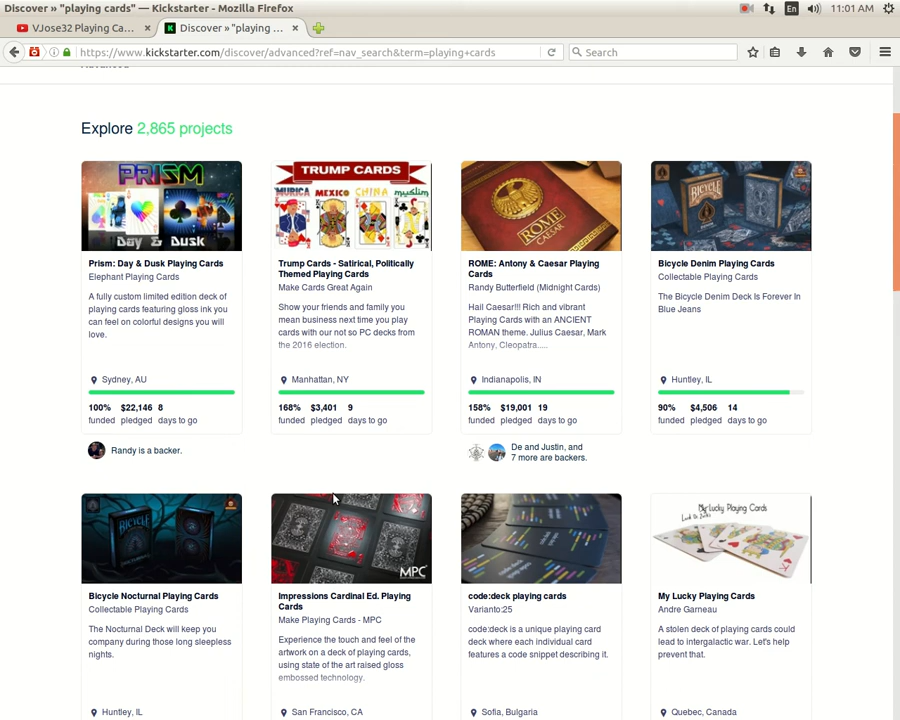 Discover » "playing cards" — Kickstarter - Mozilla Firefox
En
11:01 AM
VJose32 Playing Ca...
Discover » "playing ...
https://www.kickstarter.com/discover/advanced?ref=nav_search&term=playing+cards
Search
Explore 2,865 projects
PRISM
Day & Dusk
Prism: Day & Dusk Playing Cards
Elephant Playing Cards
A fully custom limited edition deck of
playing cards featuring gloss ink you
can feel on colorful designs you will
love.
Sydney, AU
100% $22,146 8
funded pledged days to go
Randy is a backer.
TRUMP CARDS
'MURICA MEXICO CHINA muslim
Trump Cards - Satirical, Politically
Themed Playing Cards
Make Cards Great Again
Show your friends and family you
mean business next time you play
cards with our not so PC decks from
the 2016 election.
Manhattan, NY
168% $3,401 9
funded pledged days to go
ROME
CAESAR
ROME: Antony & Caesar Playing
Cards
Randy Butterfield (Midnight Cards)
Hail Caesar!!! Rich and vibrant
Playing Cards with an ANCIENT
ROMAN theme. Julius Caesar, Mark
Antony, Cleopatra.....
Indianapolis, IN
158% $19,001 19
funded pledged days to go
De and Justin, and
7 more are backers.
BICYCLE
Bicycle Denim Playing Cards
Collectable Playing Cards
The Bicycle Denim Deck Is Forever In
Blue Jeans
Huntley, IL
90% $4,506 14
funded pledged days to go
BICYCLE
Bicycle Nocturnal Playing Cards
Collectable Playing Cards
The Nocturnal Deck will keep you
company during those long sleepless
nights.
Huntley, IL
MPC
Impressions Cardinal Ed. Playing
Cards
Make Playing Cards - MPC
Experience the touch and feel of the
artwork on a deck of playing cards,
using state of the art raised gloss
embossed technology.
San Francisco, CA
code:deck playing cards
Varianto:25
code:deck is a unique playing card
deck where each individual card
features a code snippet describing it.
Sofia, Bulgaria
My Lucky Playing Cards
My Lucky Playing Cards
Andre Garneau
A stolen deck of playing cards could
lead to intergalactic war. Let's help
prevent that.
Quebec, Canada